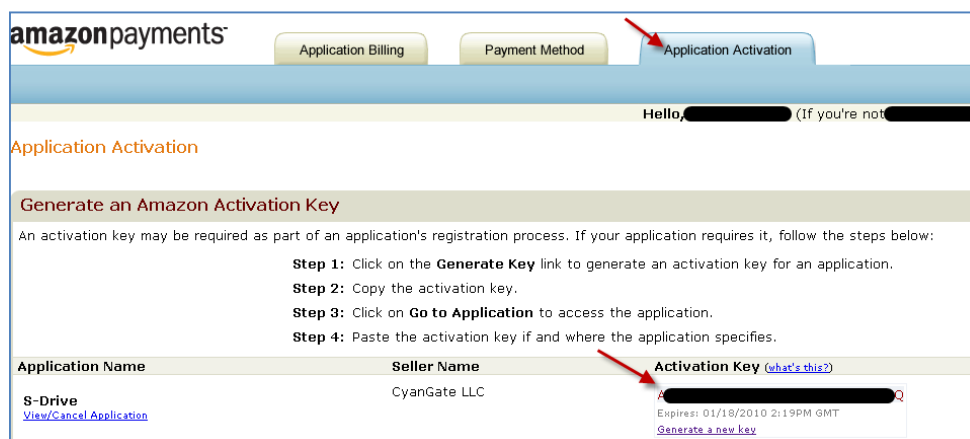 amazonpayments
Application Billing
Payment Method
Application Activation
Hello, (If you're not
Application Activation
Generate an Amazon Activation Key
An activation key may be required as part of an application's registration process. If your application requires it, follow the steps below:
Step 1: Click on the Generate Key link to generate an activation key for an application.
Step 2: Copy the activation key.
Step 3: Click on Go to Application to access the application.
Step 4: Paste the activation key if and where the application specifies.
Application Name Seller Name Activation Key (what's this?)
S-Drive CyanGate LLC A Q
View/Cancel Application Expires: 01/18/2010 2:19PM GMT
Generate a new key